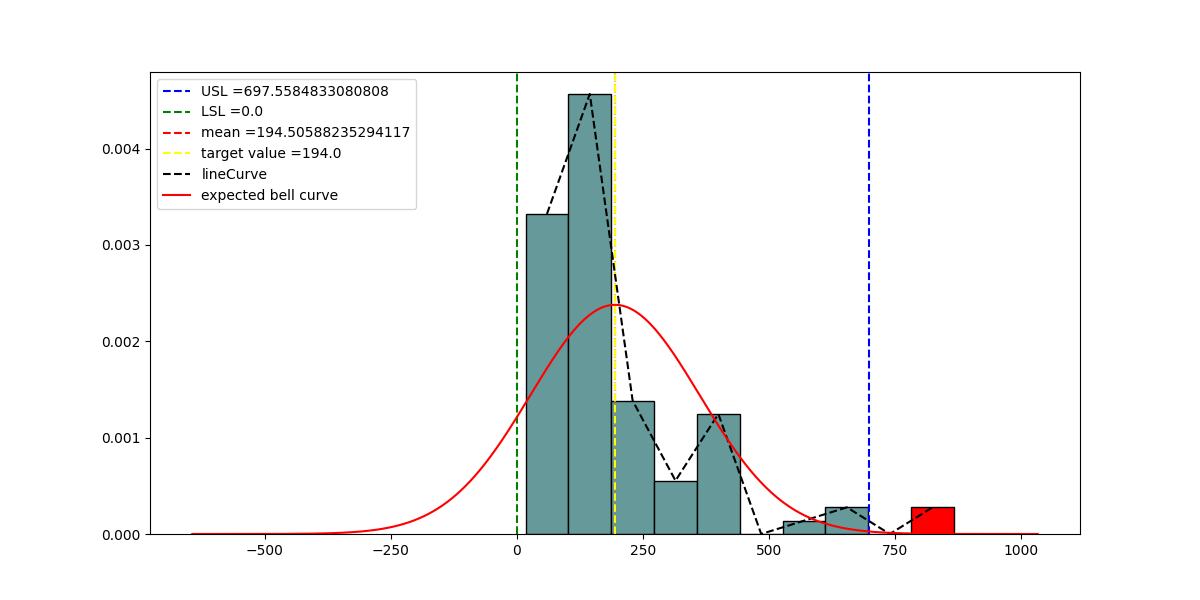 USL =697.5584833080808
LSL =0.0
mean =194.50588235294117
target value =194.0
lineCurve
expected bell curve
0.004
0.003
0.002
0.001
0.000
−500
−250
0
250
500
750
1000